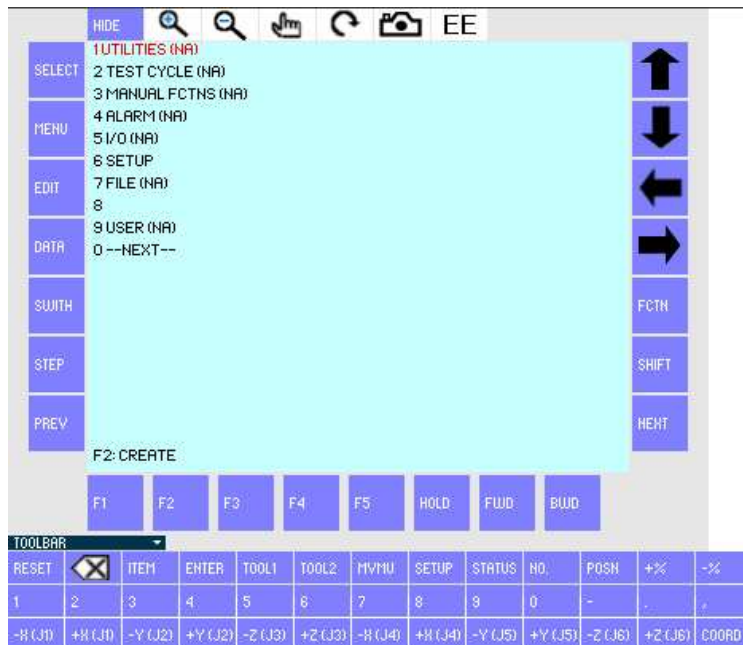 HIDE EE
SELECT
MENU
EDIT
DATA
SWITH
STEP
PREV
1 UTILITIES (NA)
2 TEST CYCLE (NA)
3 MANUAL FCTNS (NA)
4 ALARM (NA)
5 I/O (NA)
6 SETUP
7 FILE (NA)
8
9 USER (NA)
0 --NEXT--
F2: CREATE
FCTN
SHIFT
NEXT
F1 F2 F3 F4 F5 HOLD FWD BWD
TOOLBAR
RESET ITEM ENTER TOOL1 TOOL2 MVMU SETUP STATUS NO. POSN +% -%
1 2 3 4 5 6 7 8 9 0 - . ,
-X (J1) +X (J1) -Y (J2) +Y (J2) -Z (J3) +Z (J3) -X (J4) +X (J4) -Y (J5) +Y (J5) -Z (J6) +Z (J6) COORD